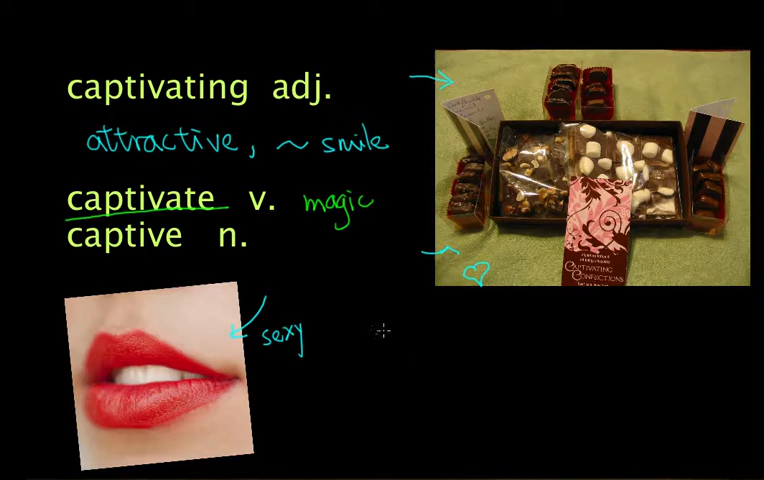 captivating adj.
attractive, ~ smile
captivate v. magic
captive n.
sexy
CAPTIVATING
CONFECTIONS